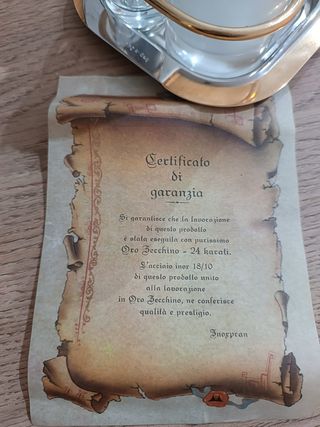 Certificato
di
garanzia
Si garantisce che la lavorazione
di questo prodotto
è stata eseguita con purissimo
Oro Zecchino - 24 karati.
L'acciaio inox 18/10
di questo prodotto unito
alla lavorazione
in Oro Zecchino, ne conferisce
qualità e prestigio.
Inoxpran